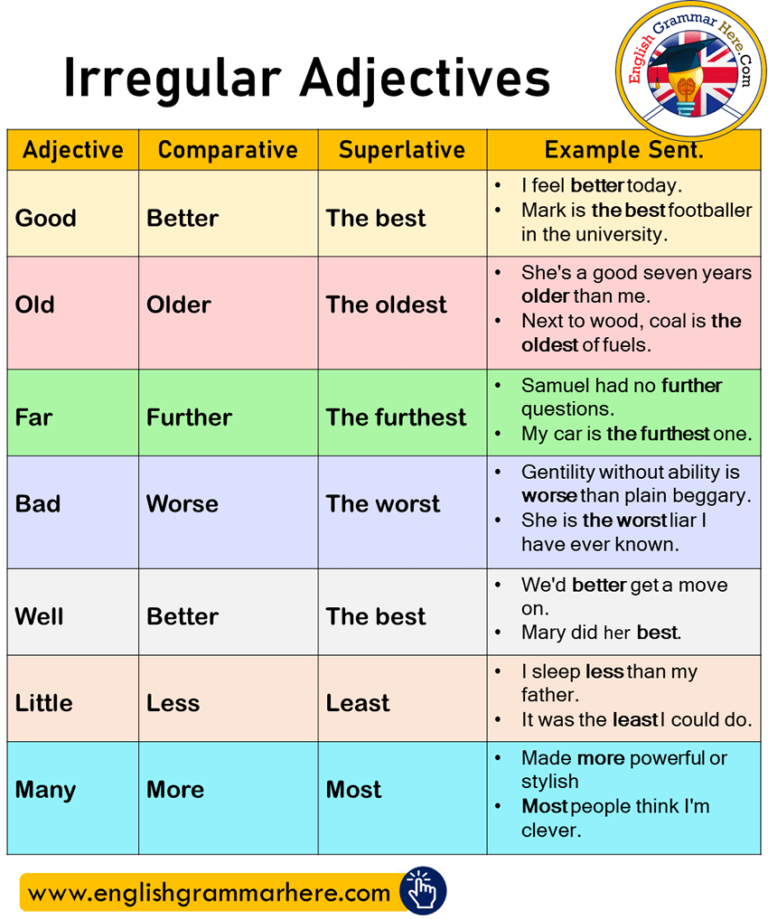 Irregular Adjectives
English Grammar Here.Com
Adjective Comparative Superlative Example Sent.
Good Better The best
• I feel better today.
• Mark is the best footballer
in the university.
Old Older The oldest
• She's a good seven years
older than me.
• Next to wood, coal is the
oldest of fuels.
Far Further The furthest
• Samuel had no further
questions.
• My car is the furthest one.
Bad Worse The worst
• Gentility without ability is
worse than plain beggary.
• She is the worst liar I
have ever known.
Well Better The best
• We'd better get a move
on.
• Mary did her best.
Little Less Least
• I sleep less than my
father.
• It was the least I could do.
Many More Most
• Made more powerful or
stylish
• Most people think I'm
clever.
www.englishgrammarhere.com